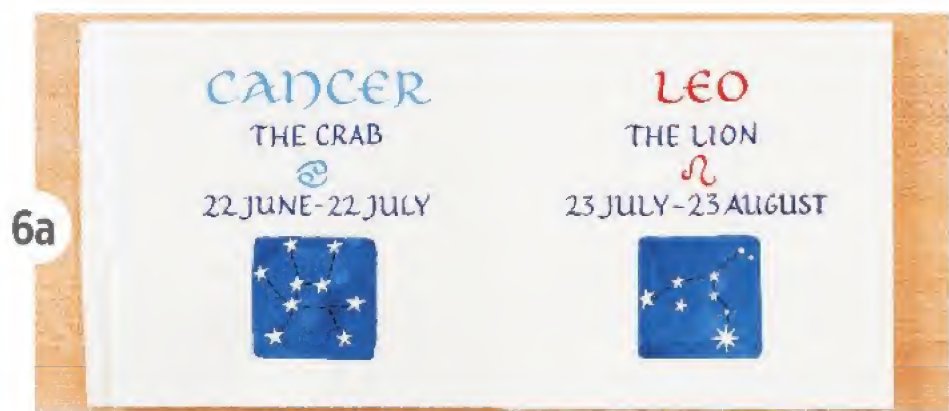 6a
CANCER
THE CRAB
♋
22 JUNE-22 JULY
LEO
THE LION
♌
23 JULY-23 AUGUST